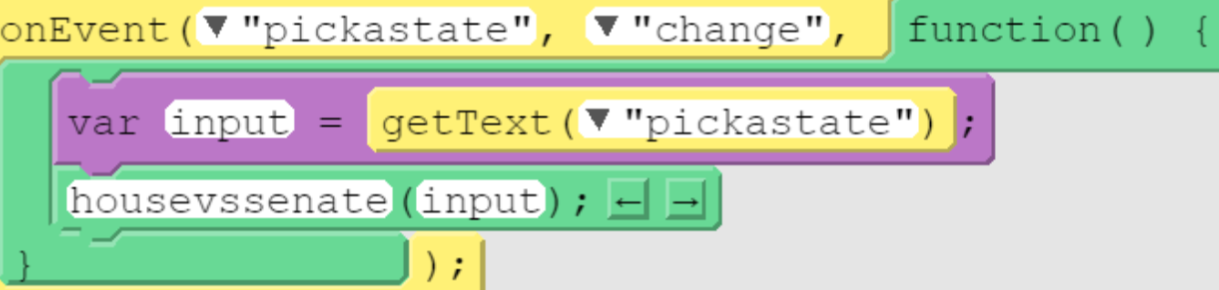 onEvent(▼ "pickastate", ▼ "change", function() {
var input = getText(▼ "pickastate");
housevssenate(input); ← →
} );